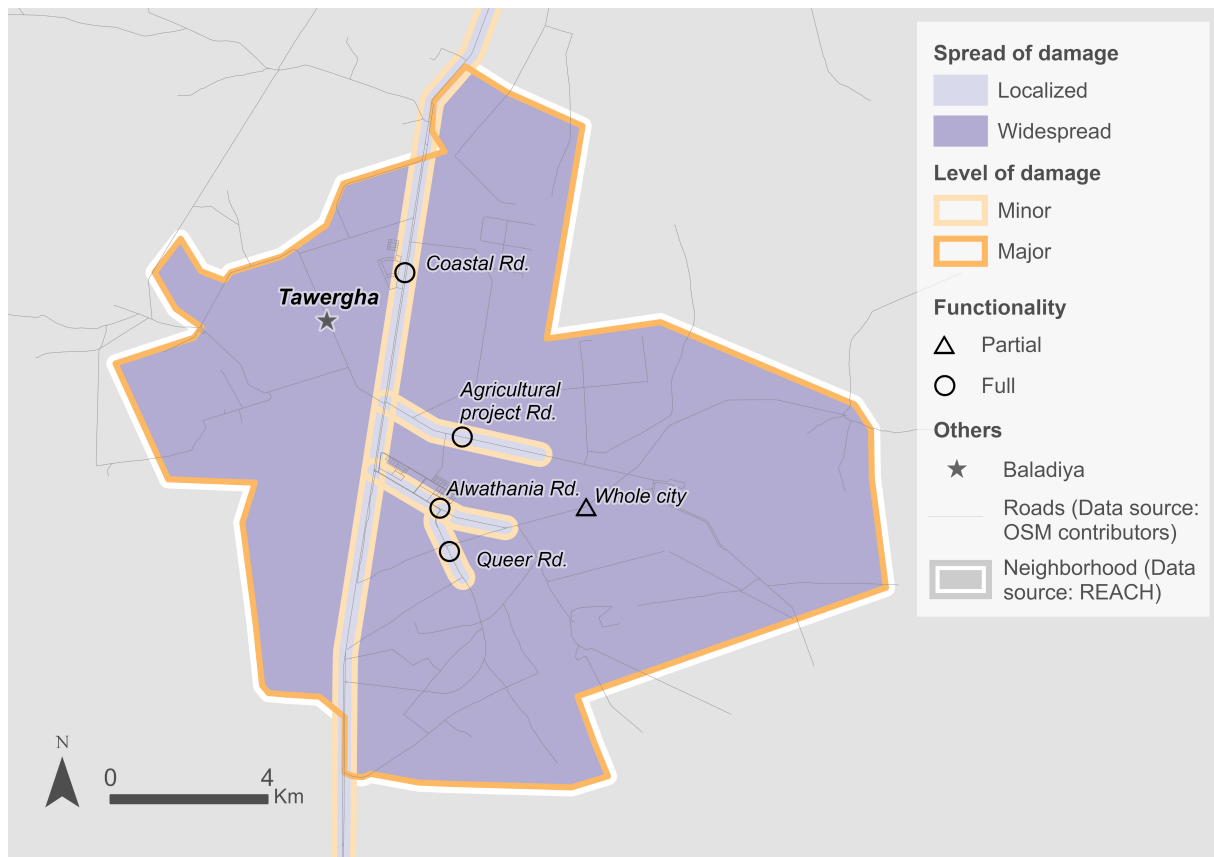 Spread of damage
Localized
Widespread
Level of damage
Minor
Major
Functionality
Partial
Full
Others
Baladiya
Roads (Data source:
OSM contributors)
Neighborhood (Data
source: REACH)
Coastal Rd.
Tawergha
Agricultural
project Rd.
Alwathania Rd.
Whole city
Queer Rd.
N
0 4
Km